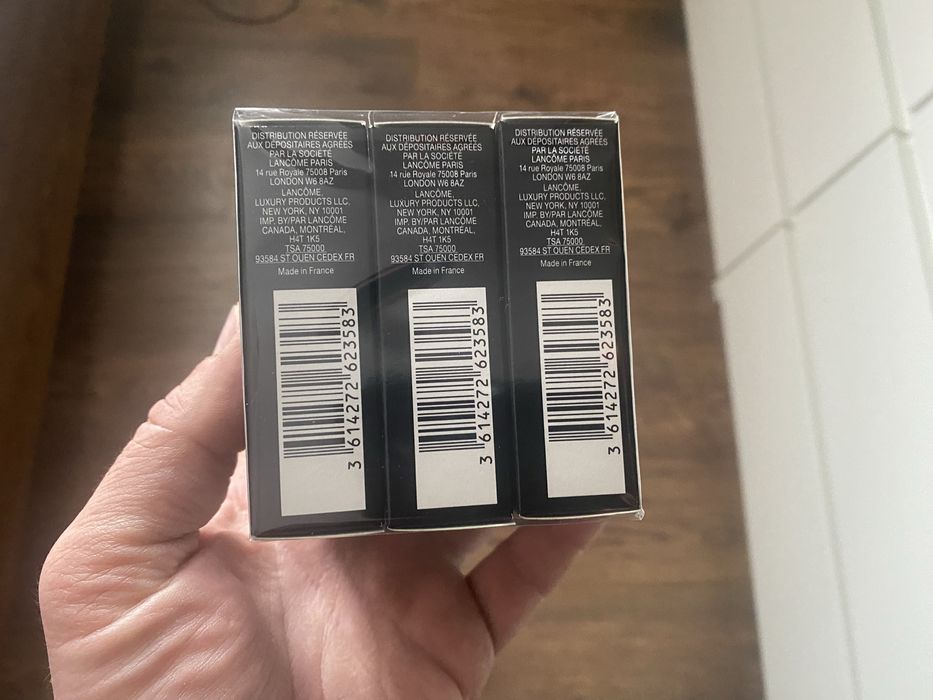 DISTRIBUTION RÉSERVÉE
AUX DÉPOSITAIRES AGRÉÉS
PAR LA SOCIÉTÉ
LANCÔME PARIS
14 rue Royale 75008 Paris
LONDON W6 8AZ
LANCÔME,
LUXURY PRODUCTS LLC,
NEW YORK, NY 10001
IMP. BY/PAR LANCÔME
CANADA, MONTRÉAL,
H4T 1K5
TSA 75000
93584 ST OUEN CEDEX FR
Made in France
3 614272 623583
DISTRIBUTION RÉSERVÉE
AUX DÉPOSITAIRES AGRÉÉS
PAR LA SOCIÉTÉ
LANCÔME PARIS
14 rue Royale 75008 Paris
LONDON W6 8AZ
LANCÔME,
LUXURY PRODUCTS LLC,
NEW YORK, NY 10001
IMP. BY/PAR LANCÔME
CANADA, MONTRÉAL,
H4T 1K5
TSA 75000
93584 ST OUEN CEDEX FR
Made in France
3 614272 623583
DISTRIBUTION RÉSERVÉE
AUX DÉPOSITAIRES AGRÉÉS
PAR LA SOCIÉTÉ
LANCÔME PARIS
14 rue Royale 75008 Paris
LONDON W6 8AZ
LANCÔME,
LUXURY PRODUCTS LLC,
NEW YORK, NY 10001
IMP. BY/PAR LANCÔME
CANADA, MONTRÉAL,
H4T 1K5
TSA 75000
93584 ST OUEN CEDEX FR
Made in France
3 614272 623583